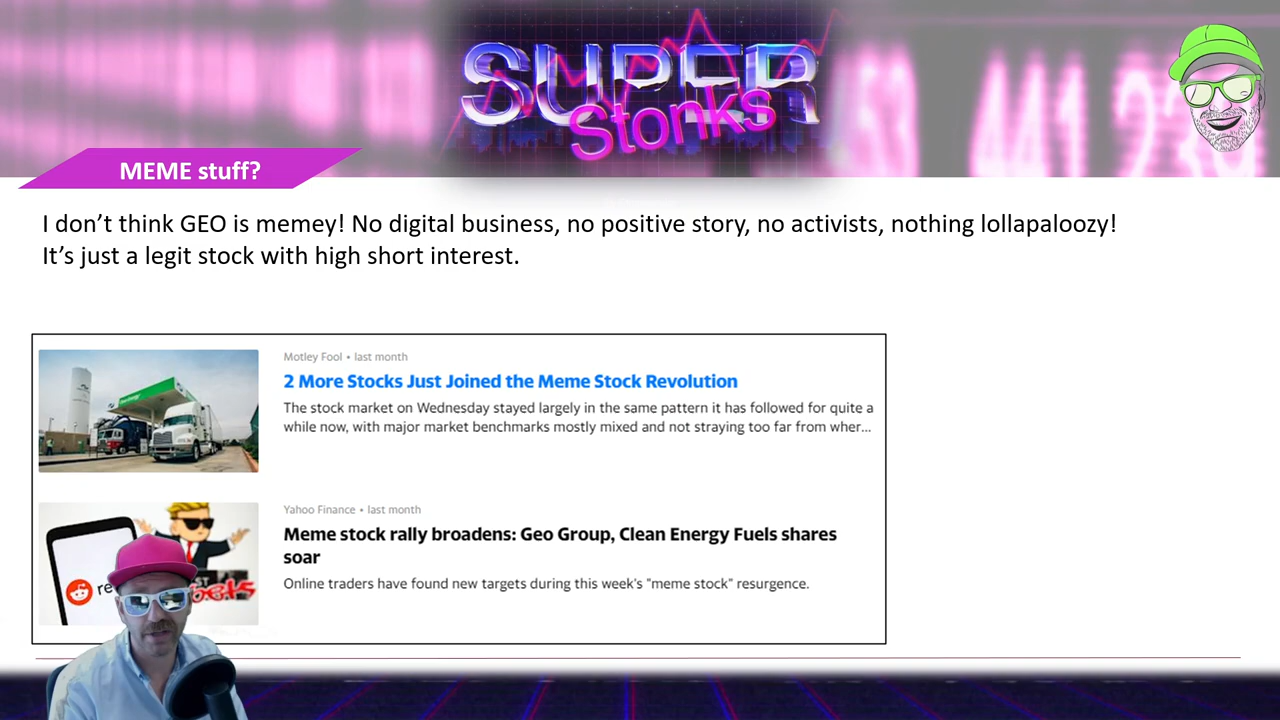 SUPER
Stonks
MEME stuff?
I don’t think GEO is memey! No digital business, no positive story, no activists, nothing lollapaloozy!
It’s just a legit stock with high short interest.
Motley Fool • last month
2 More Stocks Just Joined the Meme Stock Revolution
The stock market on Wednesday stayed largely in the same pattern it has followed for quite a
while now, with major market benchmarks mostly mixed and not straying too far from wher...
Yahoo Finance • last month
Meme stock rally broadens: Geo Group, Clean Energy Fuels shares
soar
Online traders have found new targets during this week's "meme stock" resurgence.